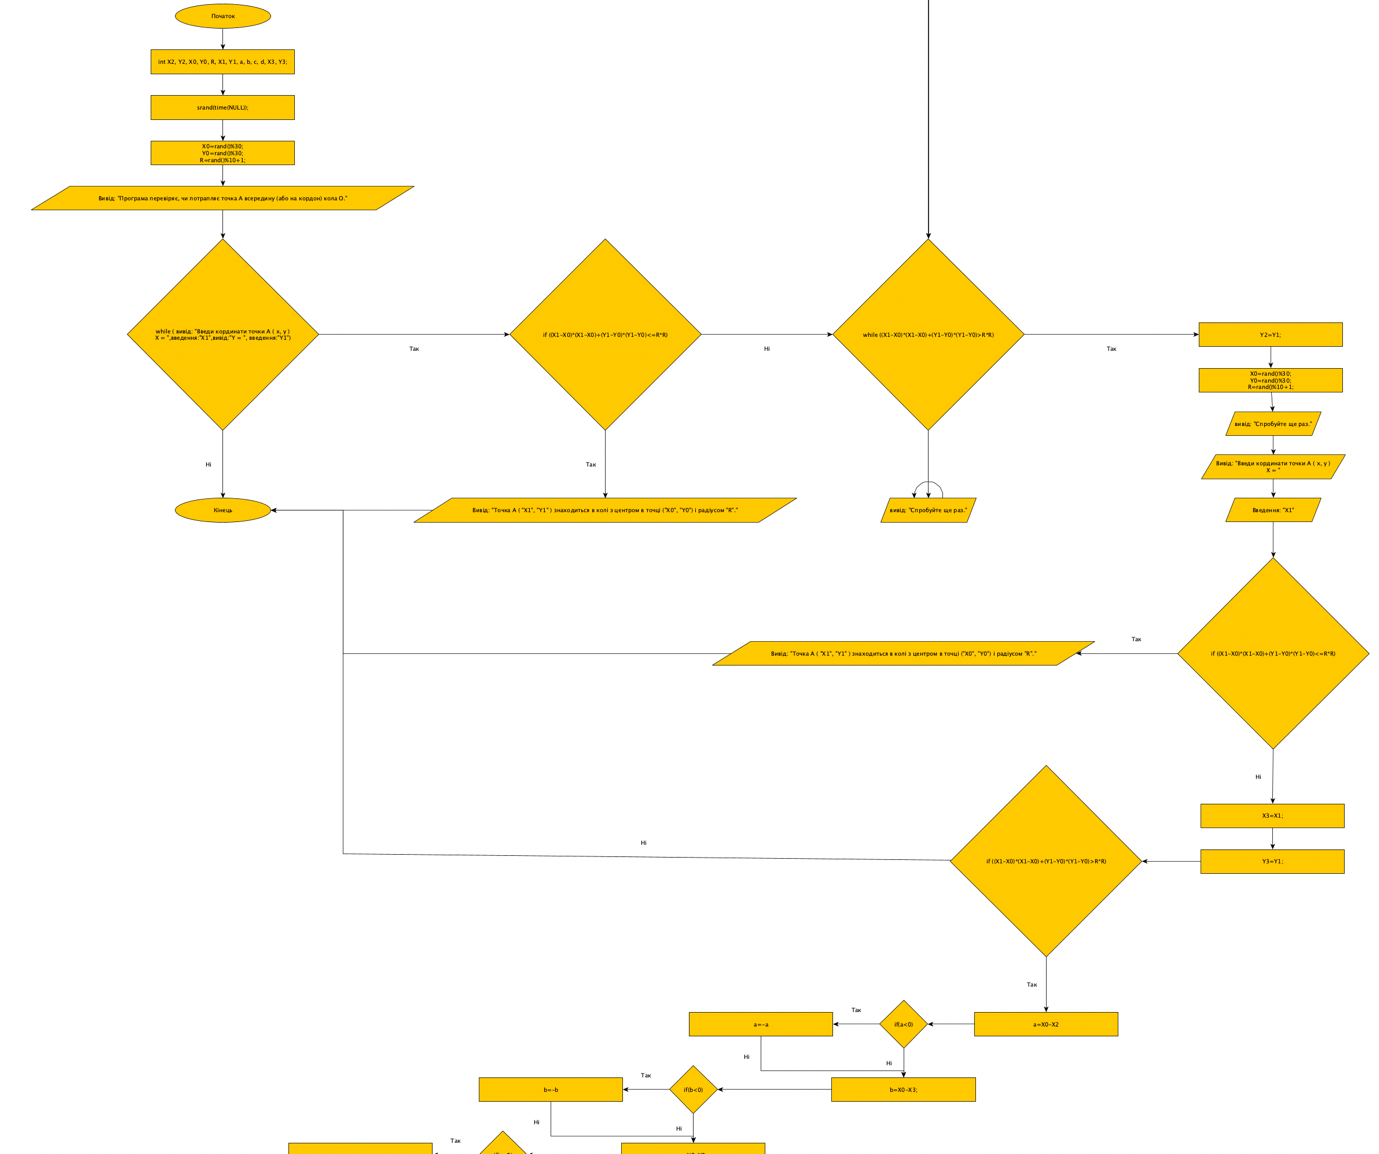 Початок
int X2, Y2, X0, Y0, R, X1, Y1, a, b, c, d, X3, Y3;
srand(time(NULL));
X0=rand()%30;
Y0=rand()%30;
R=rand()%10+1;
Вивід: "Програма перевіряє, чи потрапляє точка А всередину (або на кордон) кола О."
while ( вивід: "Введи кординати точки А ( x, y )
X = ",введення:"X1",вивід:"Y = ", введення:"Y1")
Так
if ((X1-X0)*(X1-X0)+(Y1-Y0)*(Y1-Y0)<=R*R)
Ні
while ((X1-X0)*(X1-X0)+(Y1-Y0)*(Y1-Y0)>R*R)
Так
Y2=Y1;
X0=rand()%30;
Y0=rand()%30;
R=rand()%10+1;
вивід: "Спробуйте ще раз."
Вивід: "Введи кординати точки А ( x, y )
X = "
Ні
Так
Кінець
Вивід: "Точка А ( "X1", "Y1" ) знаходиться в колі з центром в точці ("X0", "Y0") і радіусом "R"."
вивід: "Спробуйте ще раз."
Введення: "X1"
Так
Вивід: "Точка А ( "X1", "Y1" ) знаходиться в колі з центром в точці ("X0", "Y0") і радіусом "R"."
if ((X1-X0)*(X1-X0)+(Y1-Y0)*(Y1-Y0)<=R*R)
Ні
X3=X1;
Ні
if ((X1-X0)*(X1-X0)+(Y1-Y0)*(Y1-Y0)>R*R)
Y3=Y1;
Так
Так
a=-a
if(a<0)
a=X0-X2
Ні
Ні
Так
b=-b
if(b<0)
b=X0-X3;
Ні
Ні
Так